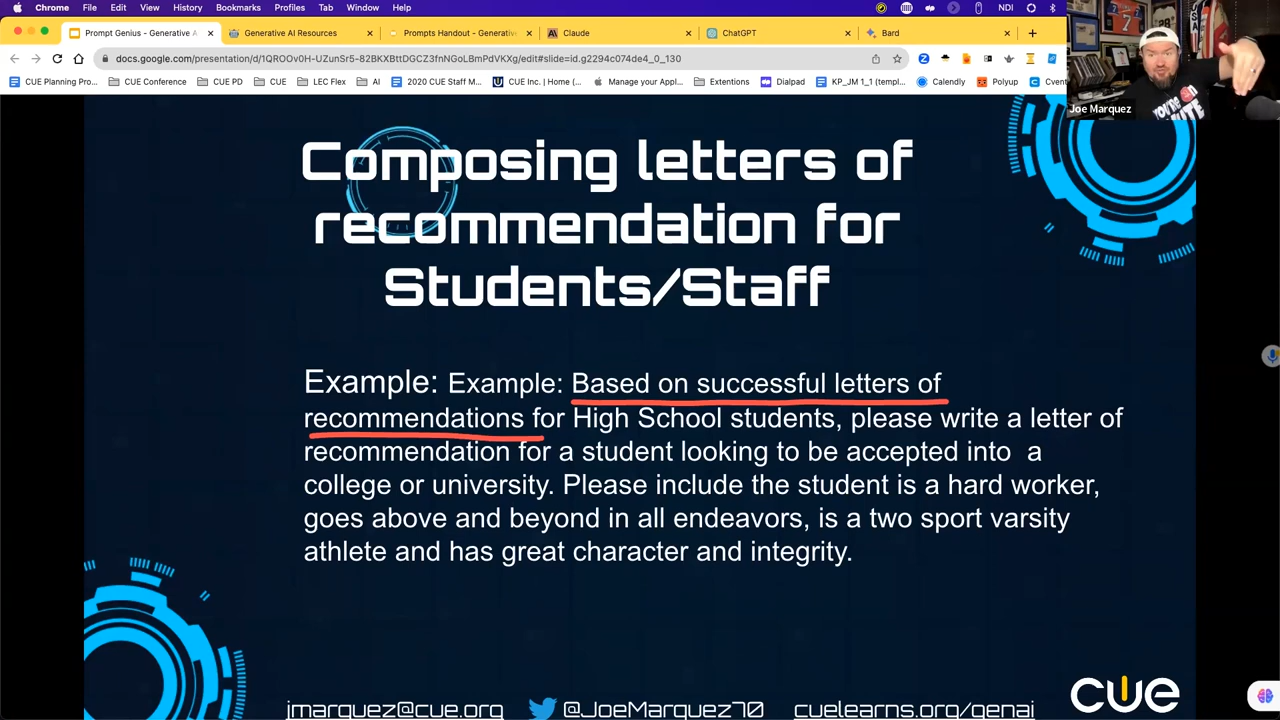 Chrome File Edit View History Bookmarks Profiles Tab Window Help NDI
Prompt Genius - Generative A Generative AI Resources Prompts Handout - Generative Claude ChatGPT Bard
docs.google.com/presentation/d/1QROOv0H-UZunSr5-82BKXBttDwCZ3fnNGoLBmPdVKXg/edit#slide=id.g2294c074de4_0_130
CUE Planning Pro... CUE Conference CUE PD CUE LEC Flex AI 2020 CUE Staff M... CUE Inc. | Home (... Manage your Appl... Extentions Dialpad KP_JM 1_1 (templ... Calendly Polyup Cvent
Joe Marquez
Composing letters of
recommendation for
Students/Staff
Example: Example: Based on successful letters of
recommendations for High School students, please write a letter of
recommendation for a student looking to be accepted into a
college or university. Please include the student is a hard worker,
goes above and beyond in all endeavors, is a two sport varsity
athlete and has great character and integrity.
cue
jmarquez@cue.org @JoeMarquez70 cuelearns.org/genai